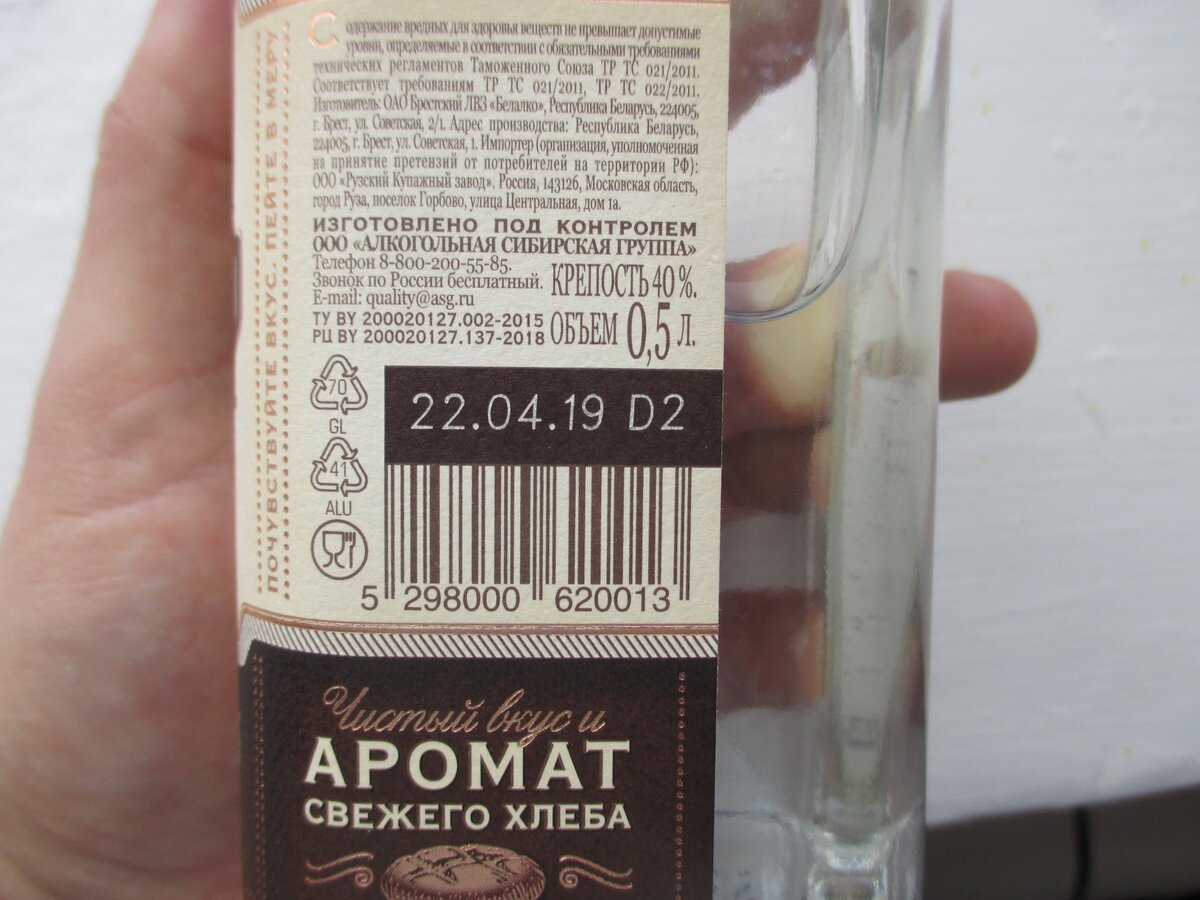 ПОЧУВСТВУЙТЕ ВКУС. ПЕЙТЕ В МЕРУ
Содержание вредных для здоровья веществ не превышает допустимые
уровни, определяемые в соответствии с обязательными требованиями
технических регламентов Таможенного Союза ТР ТС 021/2011.
Соответствует требованиям ТР ТС 021/2011, ТР ТС 022/2011.
Изготовитель: ОАО Брестский ЛВЗ «Белалко», Республика Беларусь, 224005,
г. Брест, ул. Советская, 2/1. Адрес производства: Республика Беларусь,
224005, г. Брест, ул. Советская, 1. Импортер (организация, уполномоченная
на принятие претензий от потребителей на территории РФ):
ООО «Рузский Купажный завод». Россия, 143126, Московская область,
город Руза, поселок Горбово, улица Центральная, дом 1а.
ИЗГОТОВЛЕНО ПОД КОНТРОЛЕМ
ООО «АЛКОГОЛЬНАЯ СИБИРСКАЯ ГРУППА»
Телефон 8-800-200-55-85.
Звонок по России бесплатный.
E-mail: quality@asg.ru
КРЕПОСТЬ 40%.
ТУ BY 200020127.002-2015
РЦ BY 200020127.137-2018
ОБЪЕМ 0,5 Л.
70
GL
41
ALU
22.04.19 D2
5 298000 620013
Чистый вкус и
АРОМАТ
СВЕЖЕГО ХЛЕБА